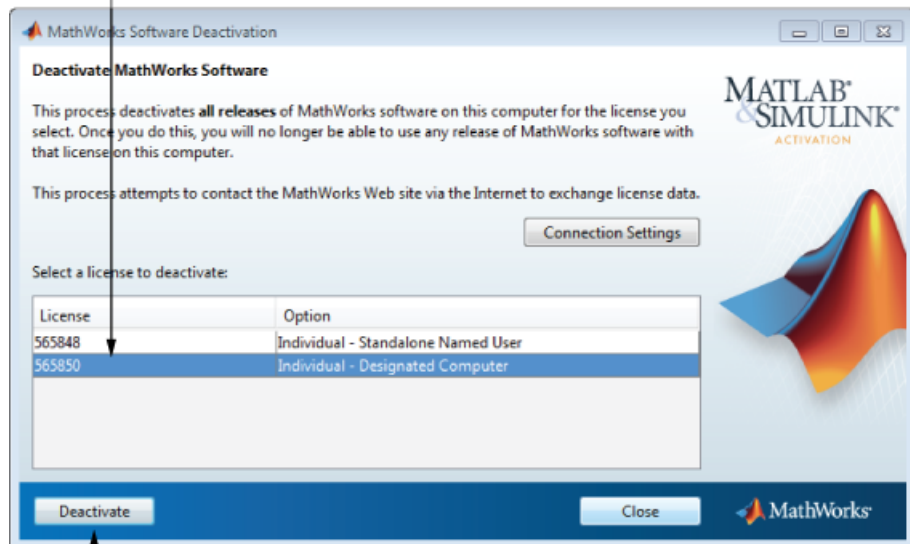 MathWorks Software Deactivation
Deactivate MathWorks Software
This process deactivates all releases of MathWorks software on this computer for the license you
select. Once you do this, you will no longer be able to use any release of MathWorks software with
that license on this computer.
This process attempts to contact the MathWorks Web site via the Internet to exchange license data.
MATLAB®
&SIMULINK®
ACTIVATION
Connection Settings
Select a license to deactivate:
License Option
565848 Individual - Standalone Named User
565850 Individual - Designated Computer
Deactivate Close MathWorks®